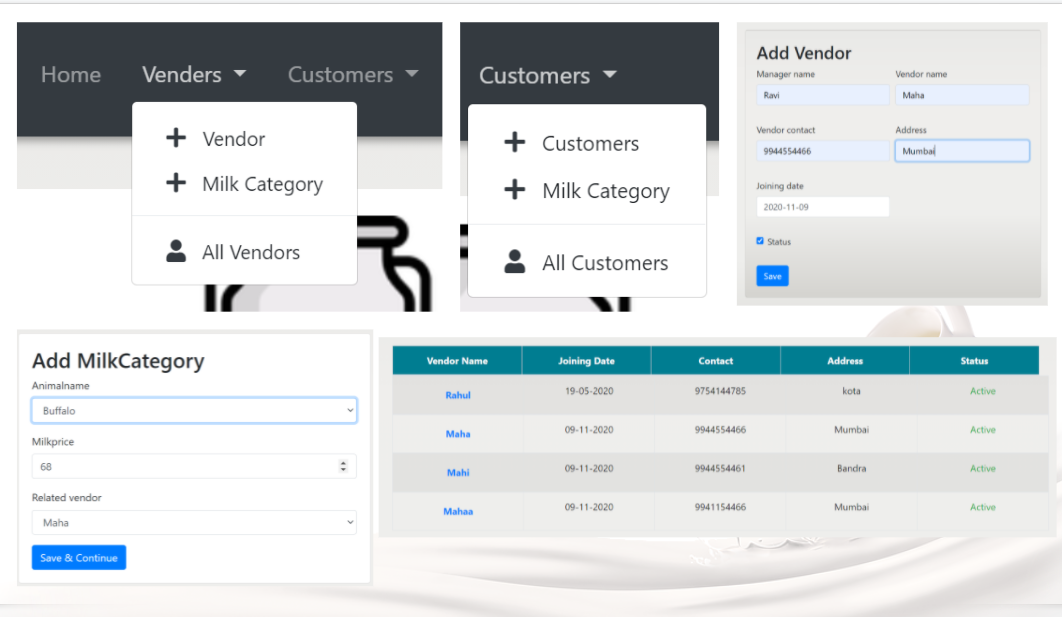 Home Venders Customers
Vendor
Milk Category
All Vendors
Customers
Customers
Milk Category
All Customers
Add Vendor
Manager name Vendor name
Ravi Maha
Vendor contact Address
9944554466 Mumbai
Joining date
2020-11-09
Status
Save
Add MilkCategory
Animalname
Buffalo
Milkprice
68
Related vendor
Maha
Save & Continue
Vendor Name Joining Date Contact Address Status
Rahul 19-05-2020 9754144785 kota Active
Maha 09-11-2020 9944554466 Mumbai Active
Mahi 09-11-2020 9944554461 Bandra Active
Mahaa 09-11-2020 9941154466 Mumbai Active